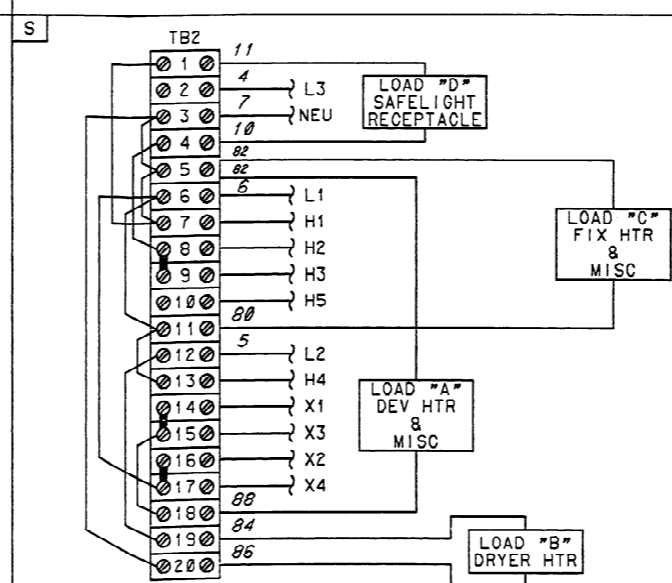 S
TB2
1 11
2 4 L3
3 7 NEU
4 10
5 82
82
6 6 L1
7 H1
8 H2
9 H3
10 H5
11 80
12 5 L2
13 H4
14 X1
15 X3
16 X2
17 X4
18 88
19 84
20 86
LOAD "D"
SAFELIGHT
RECEPTACLE
LOAD "C"
FIX HTR
&
MISC
LOAD "A"
DEV HTR
&
MISC
LOAD "B"
DRYER HTR